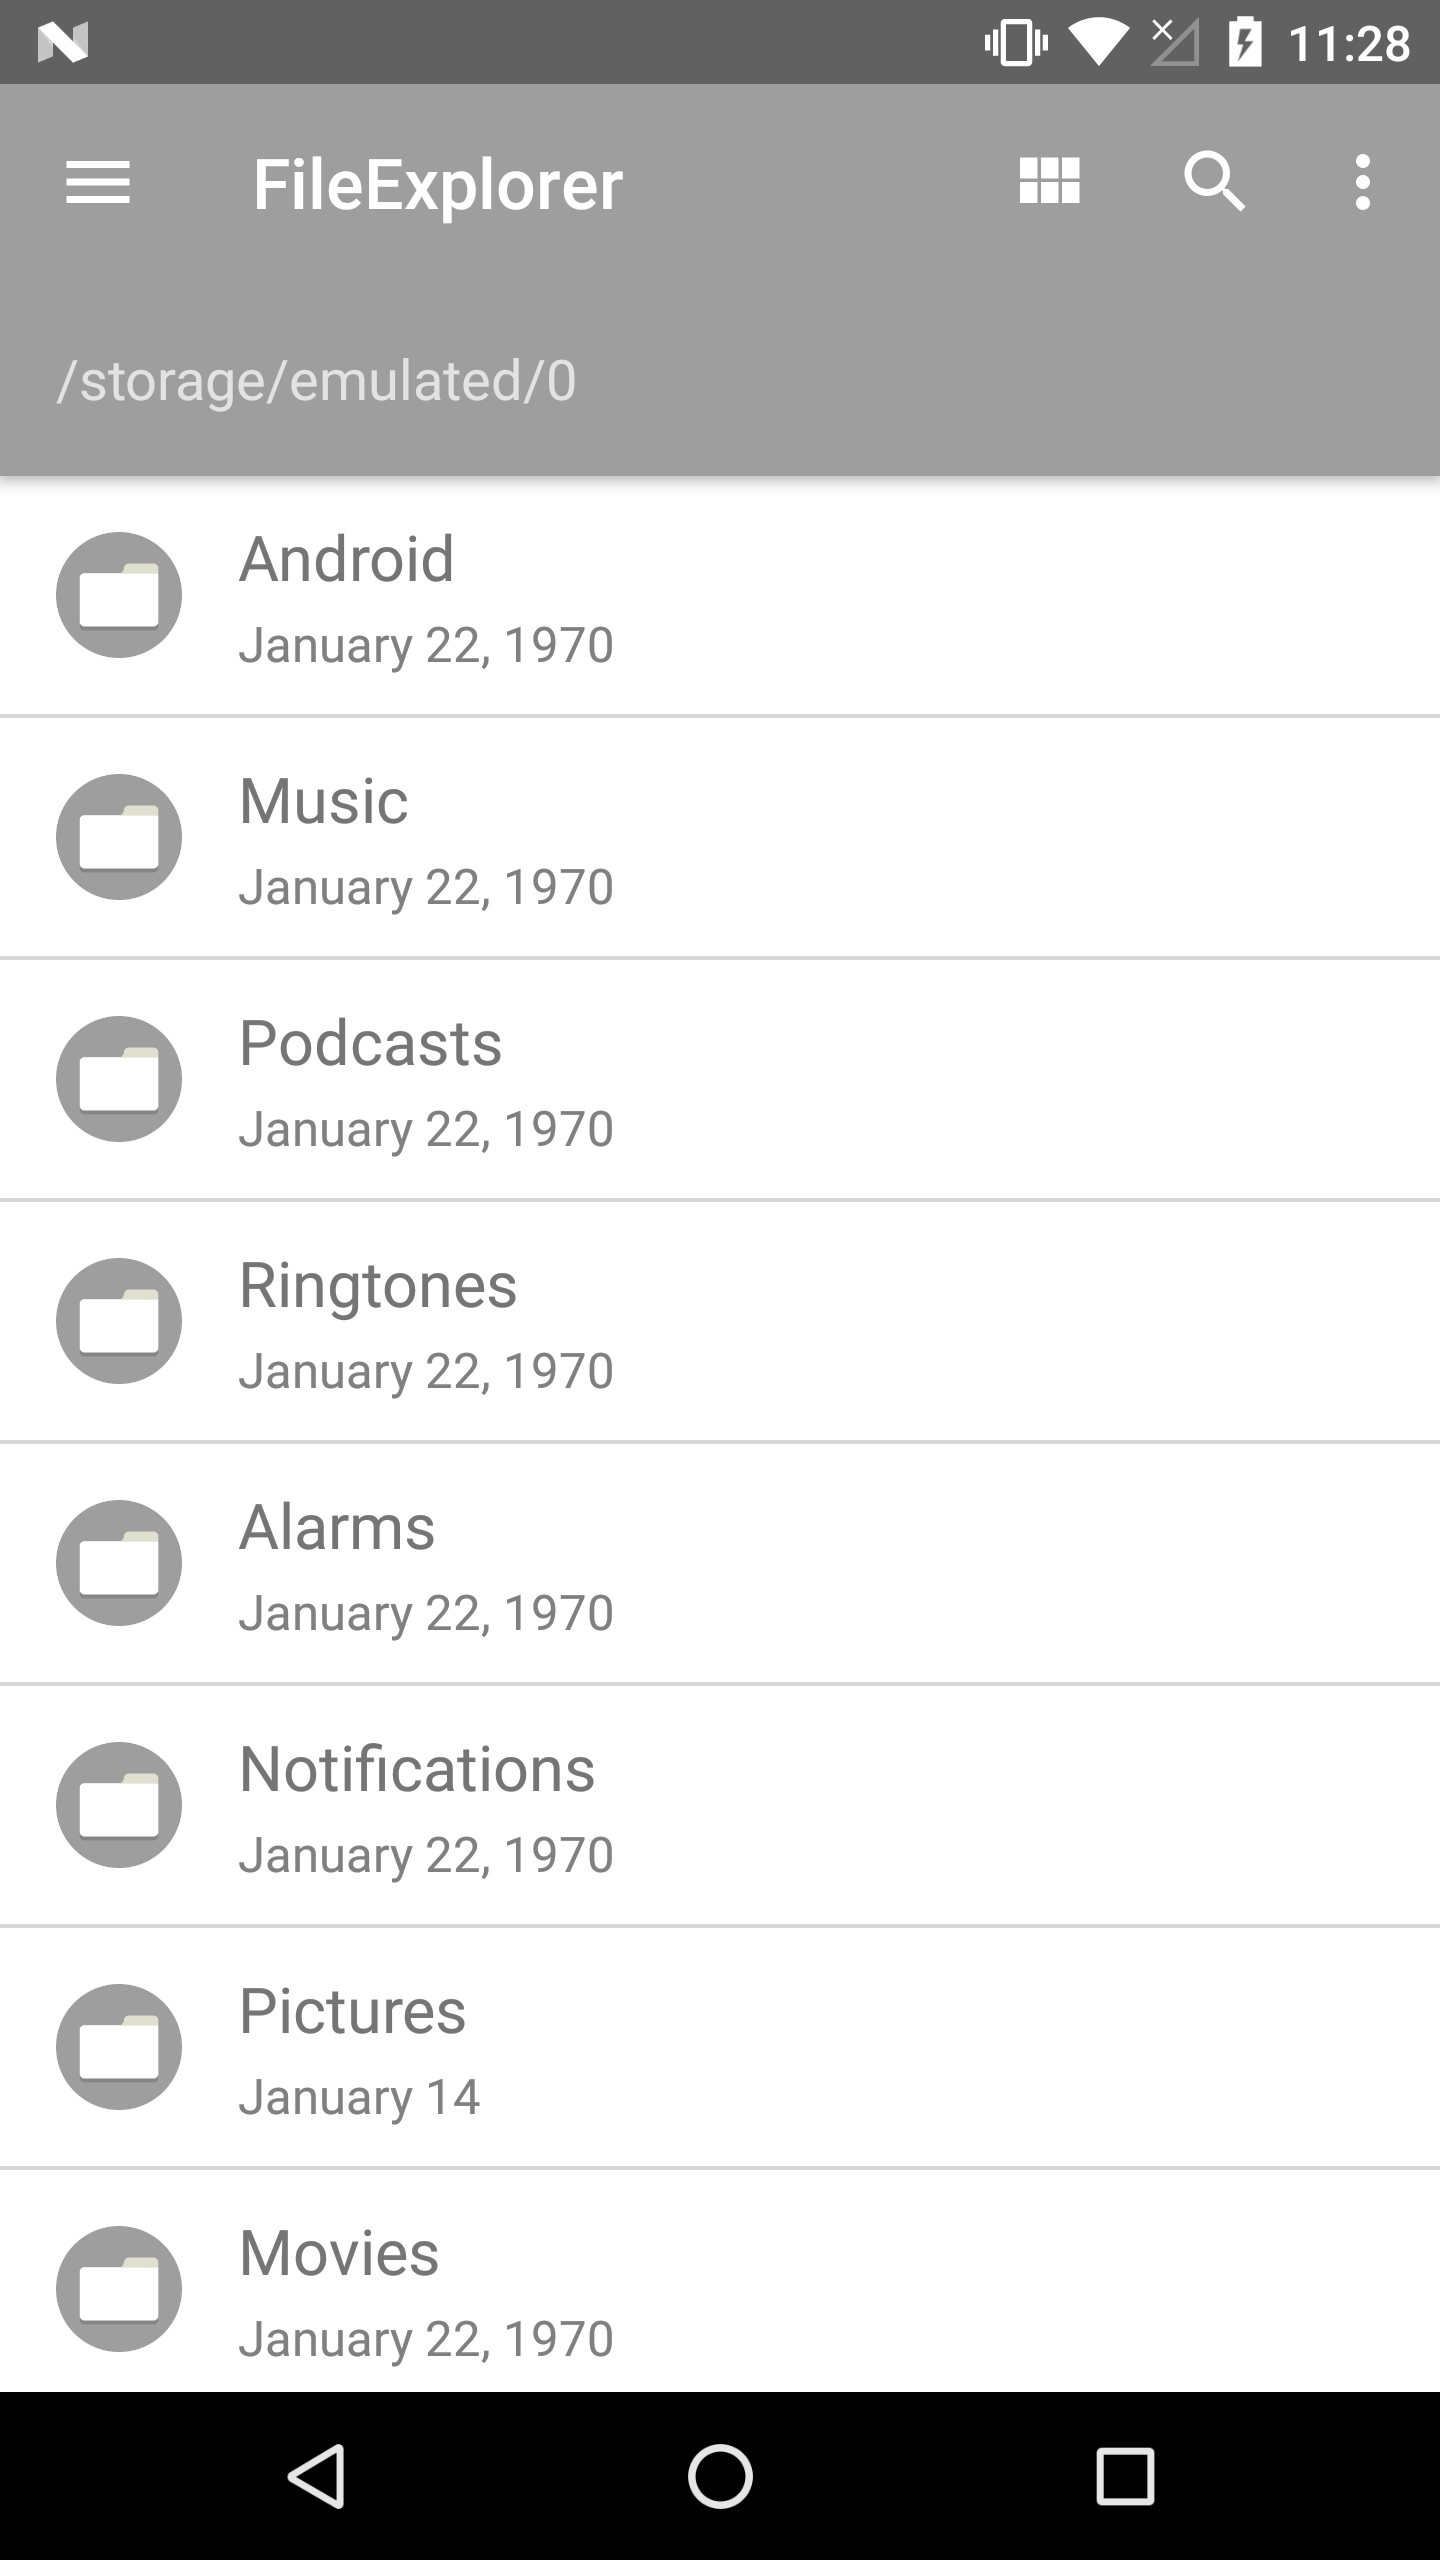 11:28
FileExplorer
/storage/emulated/0
Android
January 22, 1970
Music
January 22, 1970
Podcasts
January 22, 1970
Ringtones
January 22, 1970
Alarms
January 22, 1970
Notifications
January 22, 1970
Pictures
January 14
Movies
January 22, 1970